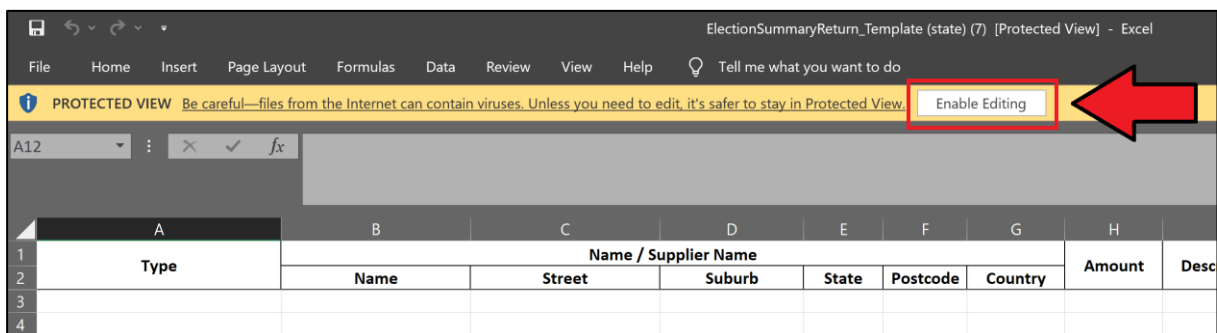 ElectionSummaryReturn_Template (state) (7) [Protected View] - Excel
File Home Insert Page Layout Formulas Data Review View Help Tell me what you want to do
PROTECTED VIEW Be careful—files from the Internet can contain viruses. Unless you need to edit, it's safer to stay in Protected View. Enable Editing
A12 fx
A B C D E F G H
1 Type Name / Supplier Name Amount Desc
2 Name Street Suburb State Postcode Country
3
4